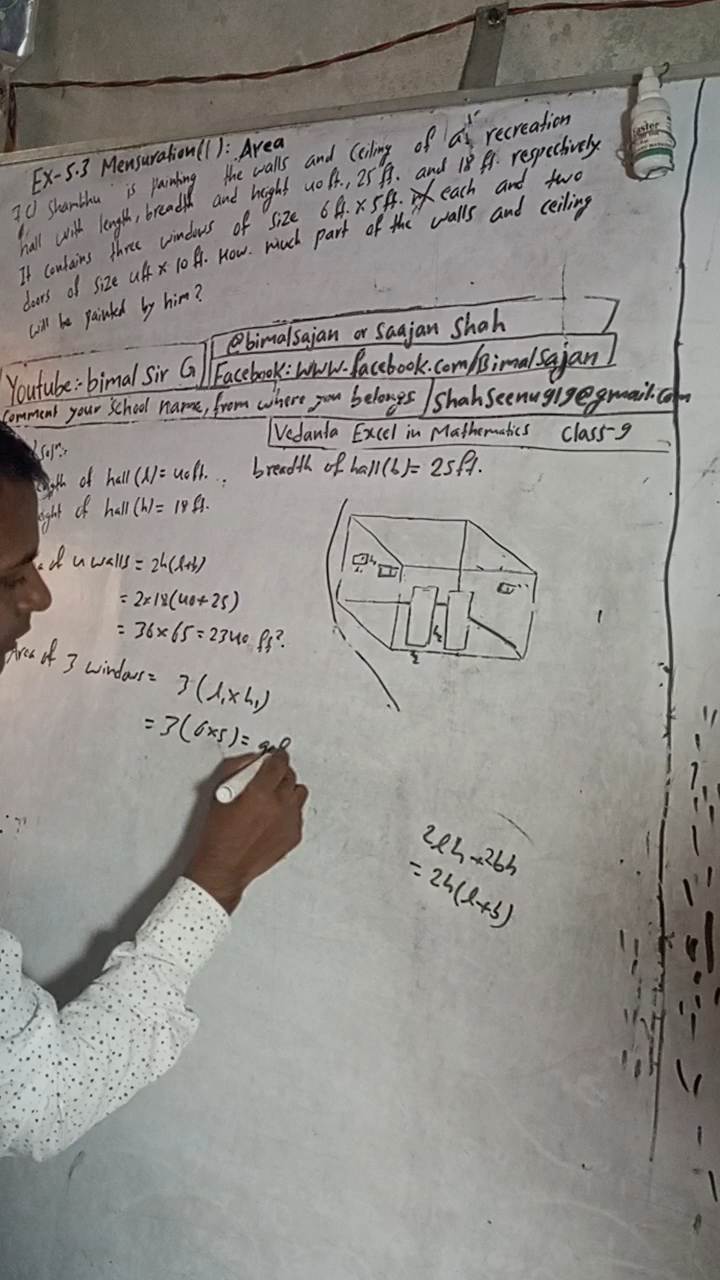 EX-5.3 Mensuration(I): Area
7c) Shambhu is painting the walls and ceiling of a recreation
hall with length, breadth and height 40ft., 25ft. and 18ft. respectively.
It contains three windows of size 6ft. × 5ft. each and two
doors of size 4ft × 10ft. How much part of the walls and ceiling
will be painted by him?
@bimalsajan or Saajan Shah
Youtube:- bimal Sir G
Facebook: www.facebook.com/Bimalsajan
comment your school name, from where you belongs
shahseenu919@gmail.com
Vedanta Excel in Mathematics Class-9
Soln:-
gth of hall (l) = 40ft.. breadth of hall(b) = 25ft.
ight of hall (h) = 18ft.
a of 4 walls = 2h(l+b)
= 2×18(40+25)
= 36×65 = 2340 ft².
Area of 3 windows = 3(l₁×h₁)
= 3(6×5) = 90f
2lh+2bh
= 2h(l+b)